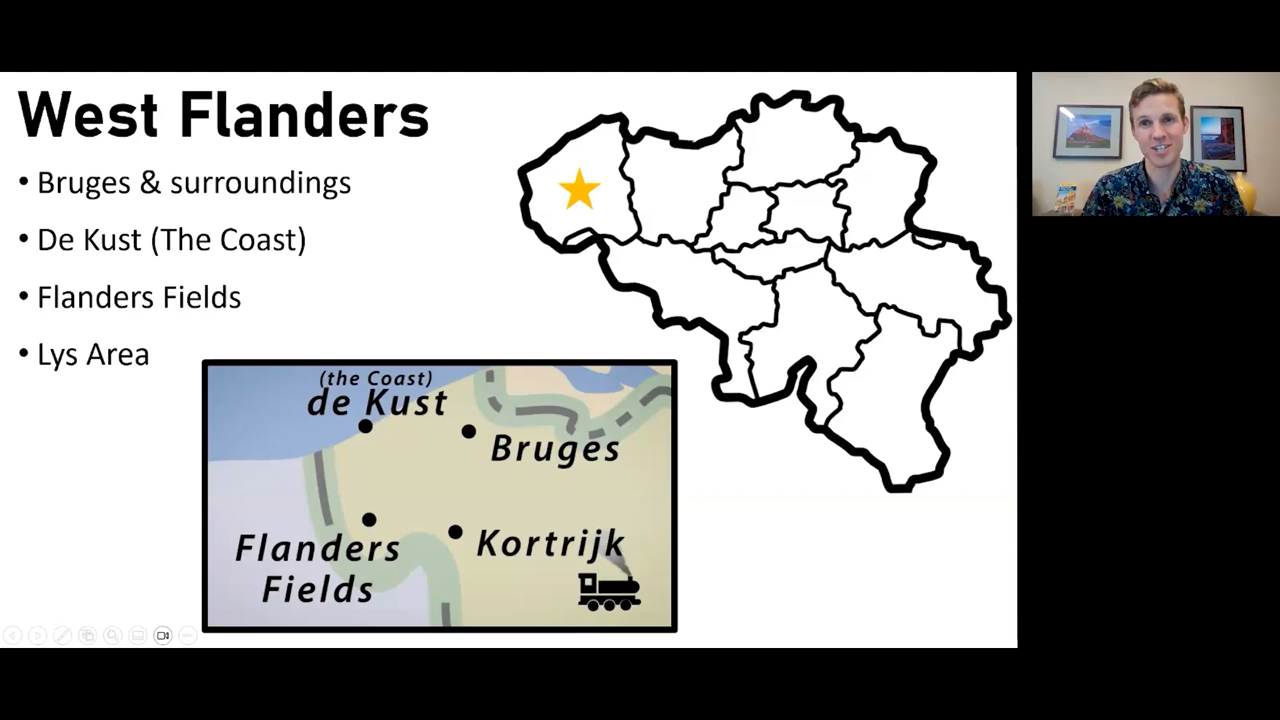 West Flanders
• Bruges & surroundings
• De Kust (The Coast)
• Flanders Fields
• Lys Area
(the Coast)
de Kust
Bruges
Flanders
Fields
Kortrijk